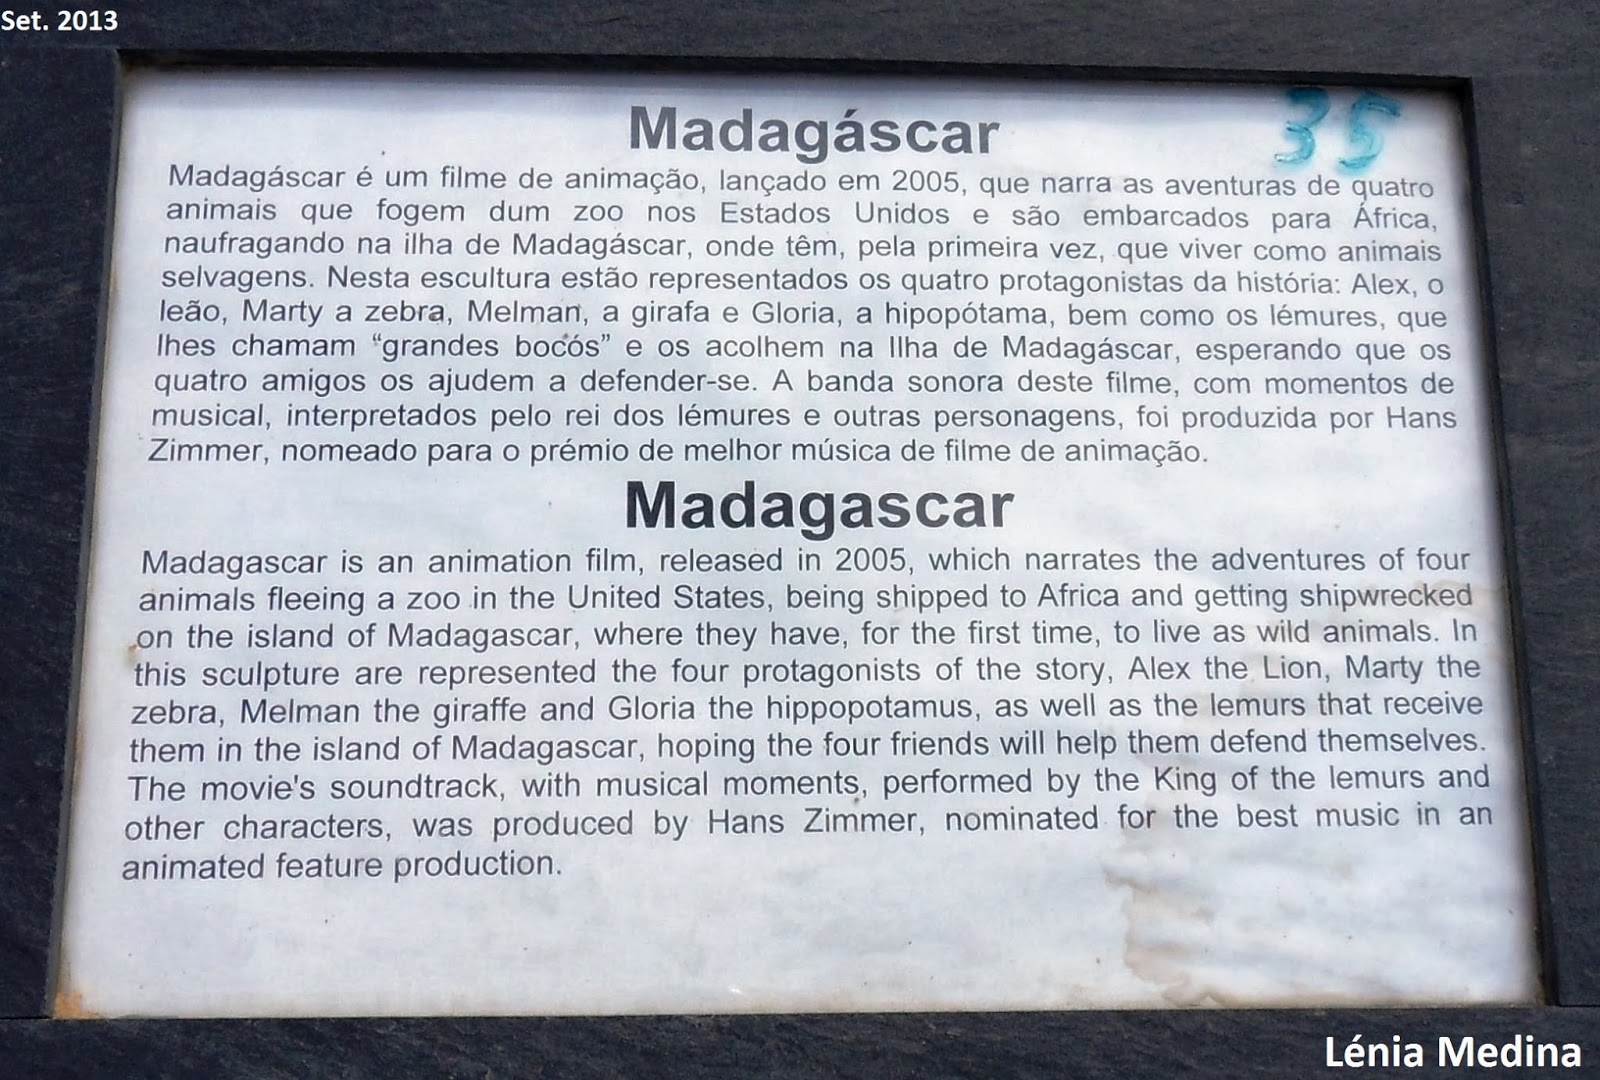 Set. 2013
Madagáscar
35
Madagáscar é um filme de animação, lançado em 2005, que narra as aventuras de quatro
animais que fogem dum zoo nos Estados Unidos e são embarcados para África,
naufragando na ilha de Madagáscar, onde têm, pela primeira vez, que viver como animais
selvagens. Nesta escultura estão representados os quatro protagonistas da história: Alex, o
leão, Marty a zebra, Melman, a girafa e Gloria, a hipopótama, bem como os lémures, que
lhes chamam “grandes bocós” e os acolhem na Ilha de Madagáscar, esperando que os
quatro amigos os ajudem a defender-se. A banda sonora deste filme, com momentos de
musical, interpretados pelo rei dos lémures e outras personagens, foi produzida por Hans
Zimmer, nomeado para o prémio de melhor música de filme de animação.
Madagascar
Madagascar is an animation film, released in 2005, which narrates the adventures of four
animals fleeing a zoo in the United States, being shipped to Africa and getting shipwrecked
on the island of Madagascar, where they have, for the first time, to live as wild animals. In
this sculpture are represented the four protagonists of the story, Alex the Lion, Marty the
zebra, Melman the giraffe and Gloria the hippopotamus, as well as the lemurs that receive
them in the island of Madagascar, hoping the four friends will help them defend themselves.
The movie's soundtrack, with musical moments, performed by the King of the lemurs and
other characters, was produced by Hans Zimmer, nominated for the best music in an
animated feature production.
Lénia Medina